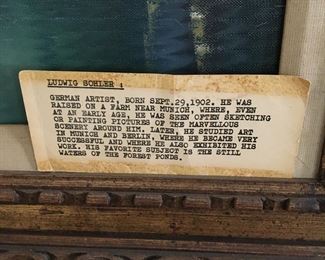 LUDWIG BOHLER :
GERMAN ARTIST, BORN SEPT.29,1902. HE WAS
RAISED ON A FARM NEAR MUNICH, WHERE, EVEN
AT AN EARLY AGE, HE WAS SEEN OFTEN SKETCHING
OR PAINTING PICTURES OF THE MARVELLOUS
SCENERY AROUND HIM. LATER, HE STUDIED ART
IN MUNICH AND BERLIN, WHERE HE BECAME VERY
SUCCESSFUL AND WHERE HE ALSO EXHIBITED HIS
WORK. HIS FAVORITE SUBJECT IS THE STILL
WATERS OF THE FOREST PONDS.